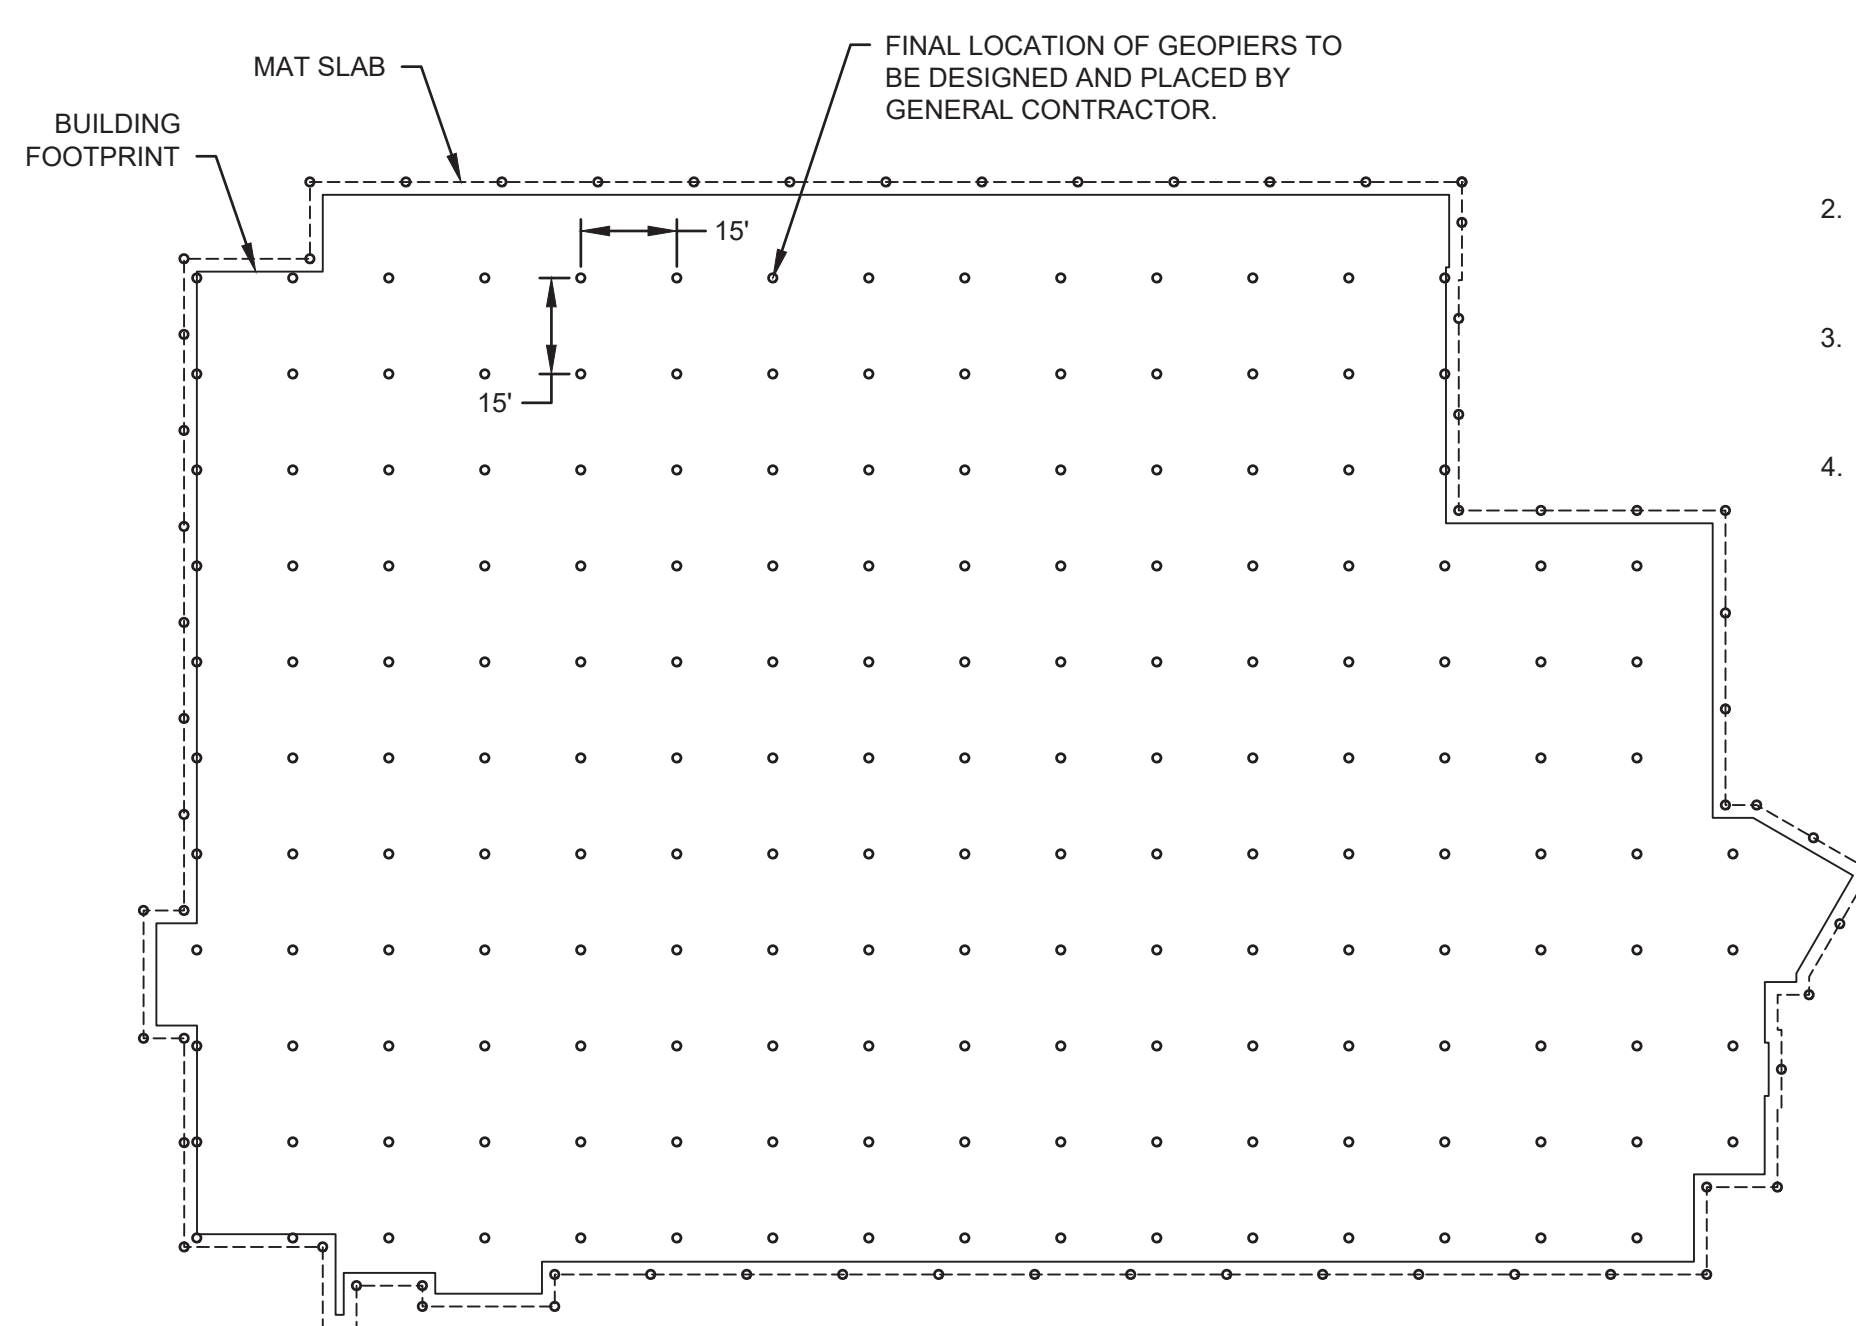 FINAL LOCATION OF GEOPIERS TO
BE DESIGNED AND PLACED BY
GENERAL CONTRACTOR.
MAT SLAB
BUILDING
FOOTPRINT
2.
15'
3.
15'
4.